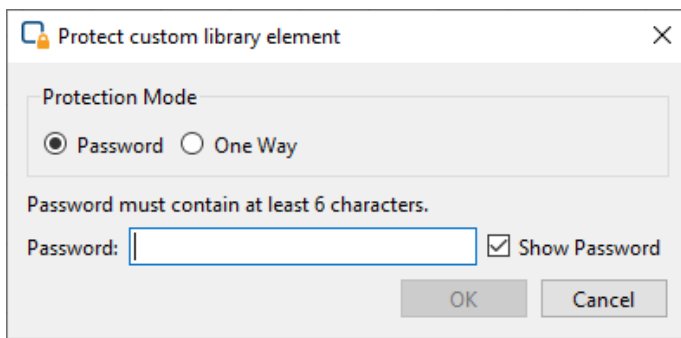 Protect custom library element
Protection Mode
Password One Way
Password must contain at least 6 characters.
Password: Show Password
OK Cancel